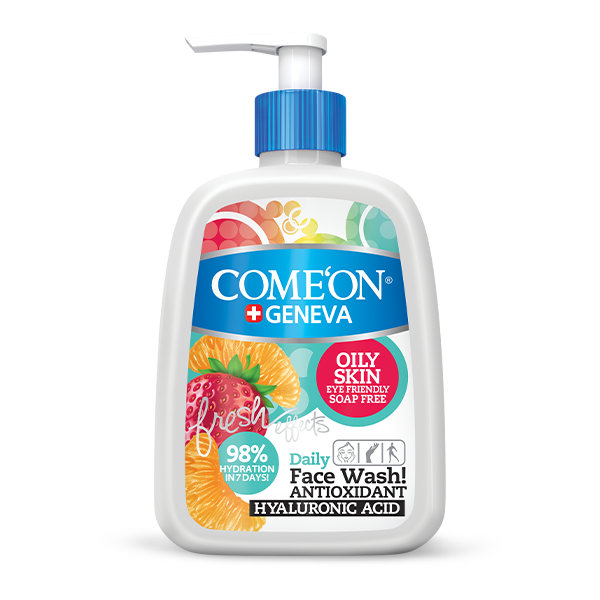 COME'ON®
GENEVA
OILY
SKIN
EYE FRIENDLY
SOAP FREE
fresh effects
98%
HYDRATION
IN 7 DAYS!
Daily
Face Wash!
ANTIOXIDANT
HYALURONIC ACID